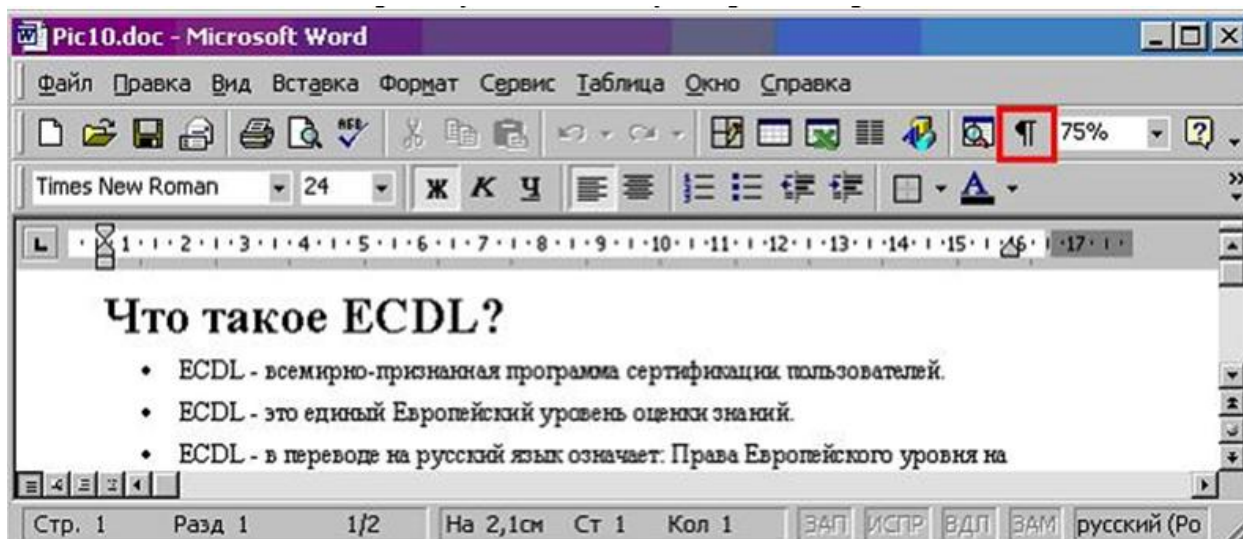 Pic10.doc - Microsoft Word
Файл Правка Вид Вставка Формат Сервис Таблица Окно Справка
¶ 75%
Times New Roman 24 Ж К Ч
1 2 3 4 5 6 7 8 9 10 11 12 13 14 15 16 17
Что такое ECDL?
• ECDL - всемирно-признанная программа сертификации пользователей.
• ECDL - это единый Европейский уровень оценки знаний.
• ECDL - в переводе на русский язык означает: Права Европейского уровня на
Стр. 1 Разд 1 1/2 На 2,1см Ст 1 Кол 1 ЗАП ИСПР ВДЛ ЗАМ русский (Ро